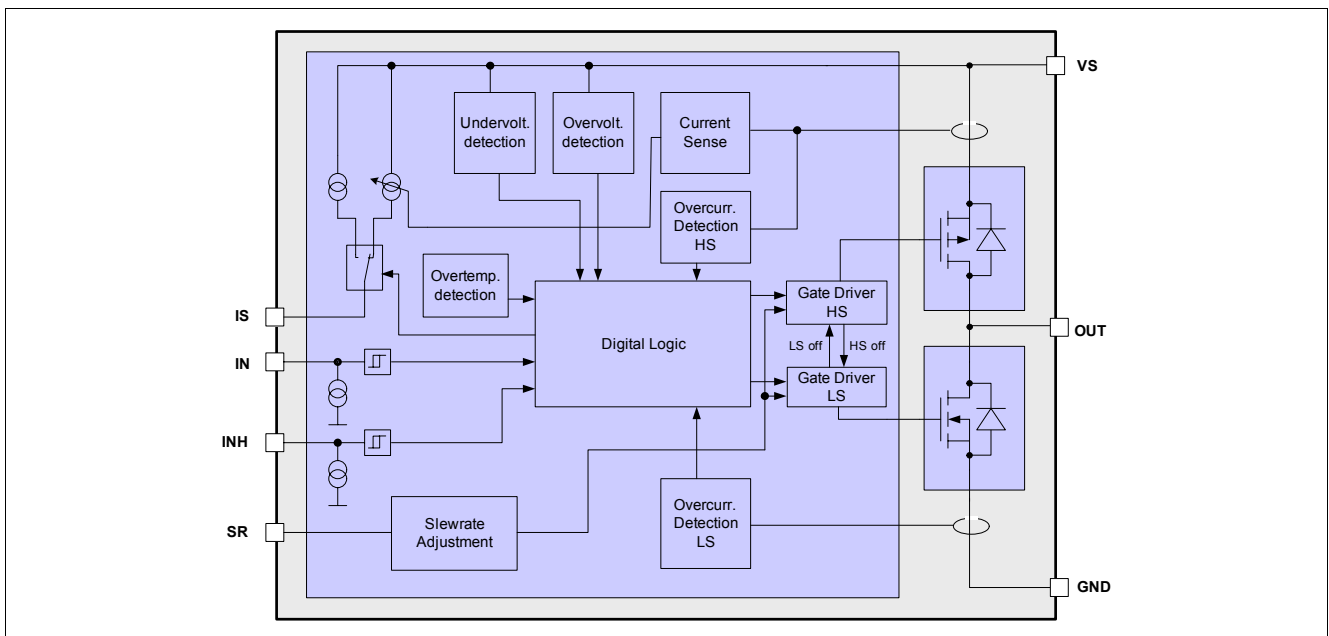 VS
Undervolt.
detection
Overvolt.
detection
Current
Sense
Overcurr.
Detection
HS
Overtemp.
detection
Gate Driver
HS
IS
OUT
Digital Logic
LS off
HS off
IN
Gate Driver
LS
INH
Overcurr.
Detection
LS
SR
Slewrate
Adjustment
GND